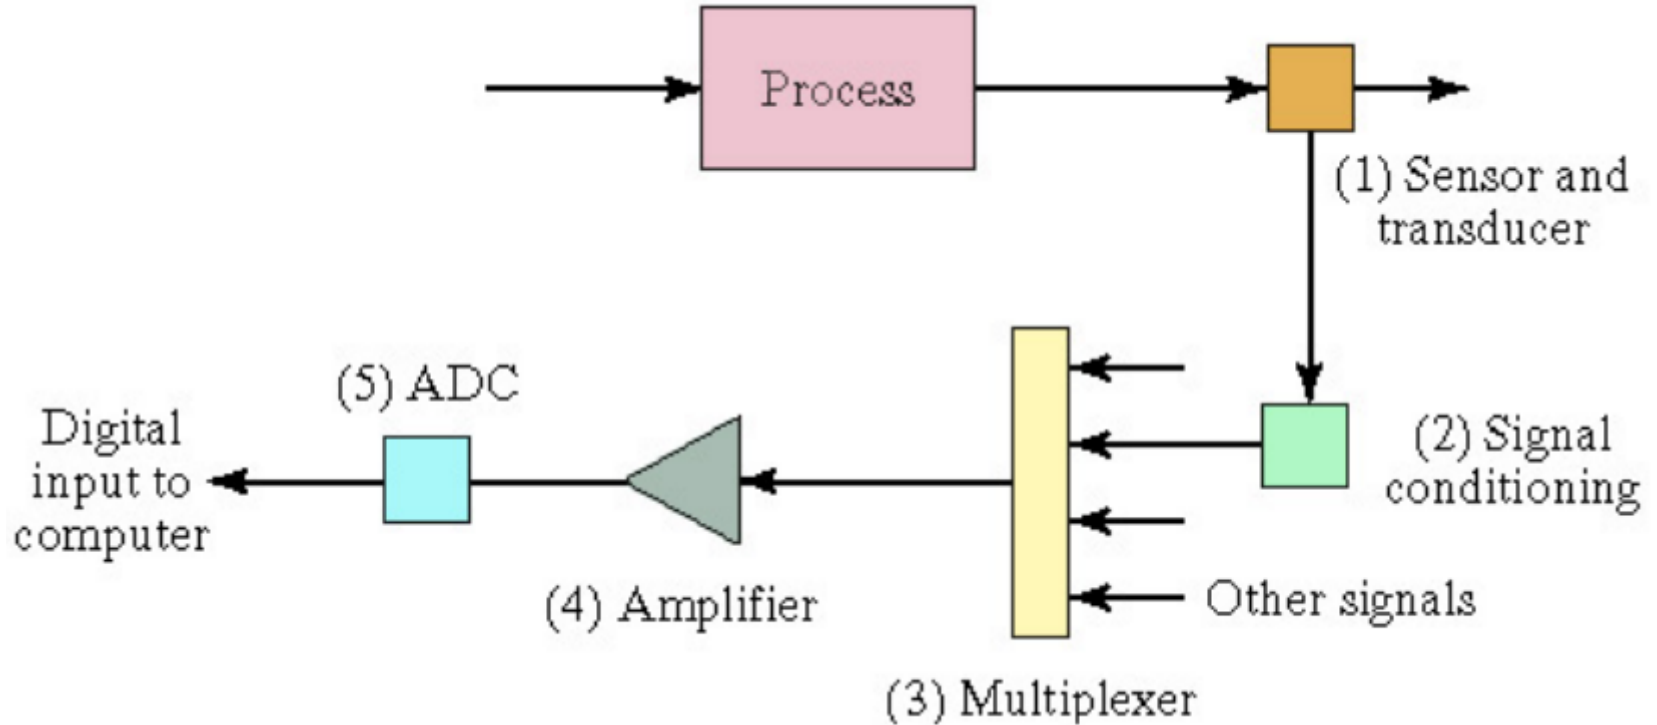 Process
(1) Sensor and
transducer
(2) Signal
conditioning
Other signals
(3) Multiplexer
(4) Amplifier
(5) ADC
Digital
input to
computer